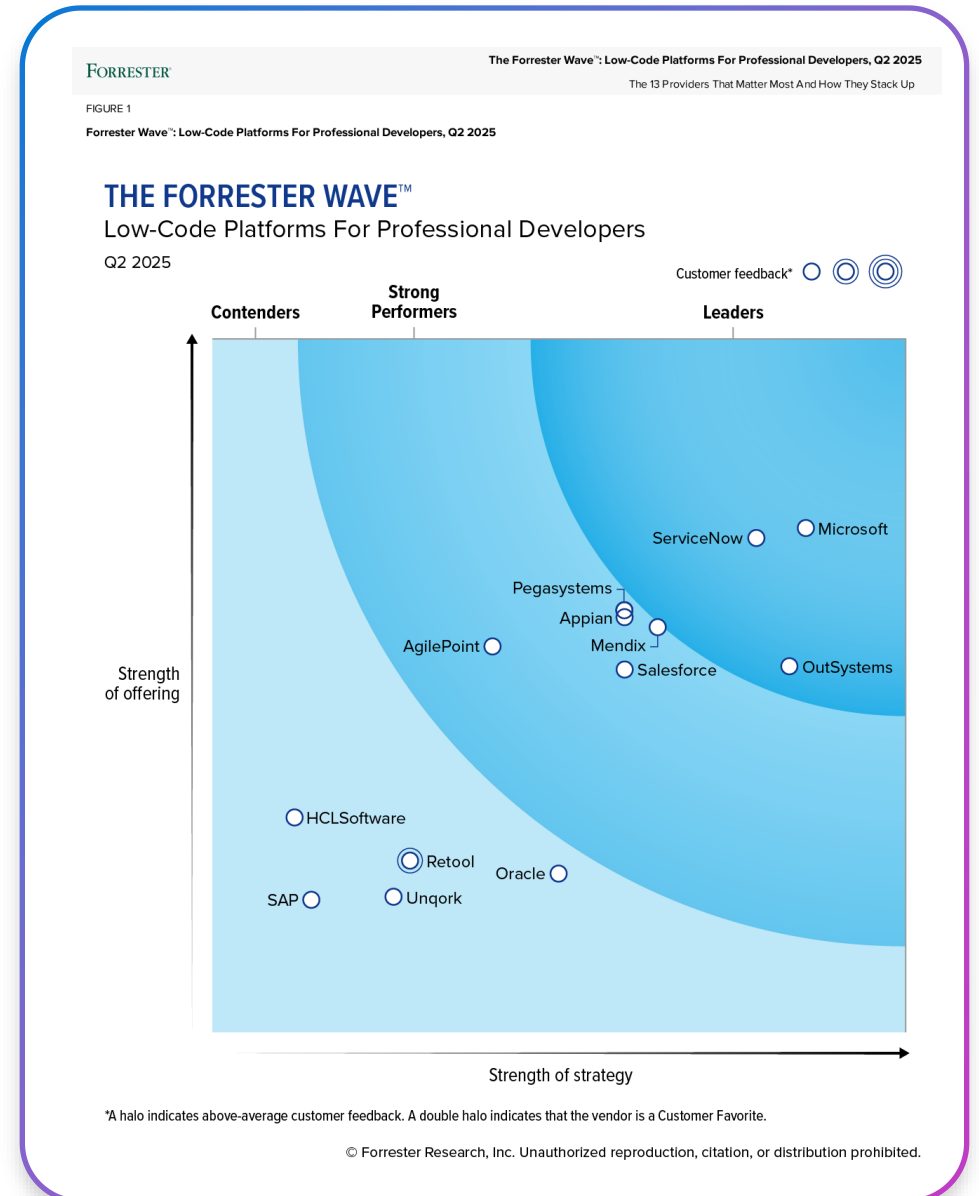 FORRESTER®
The Forrester Wave™: Low-Code Platforms For Professional Developers, Q2 2025
The 13 Providers That Matter Most And How They Stack Up
FIGURE 1
Forrester Wave™: Low-Code Platforms For Professional Developers, Q2 2025
THE FORRESTER WAVE™
Low-Code Platforms For Professional Developers
Q2 2025
Customer feedback*
Contenders
Strong
Performers
Leaders
Strength
of offering
ServiceNow
Microsoft
Pegasystems
Appian
Mendix
AgilePoint
Salesforce
OutSystems
HCLSoftware
Retool
Oracle
SAP
Unqork
Strength of strategy
*A halo indicates above-average customer feedback. A double halo indicates that the vendor is a Customer Favorite.
© Forrester Research, Inc. Unauthorized reproduction, citation, or distribution prohibited.